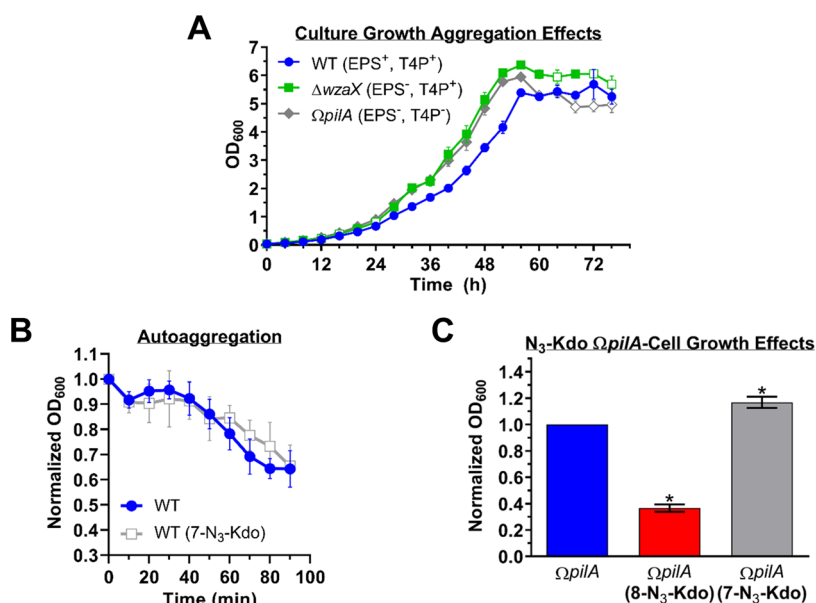 A
Culture Growth Aggregation Effects
WT (EPS⁺, T4P⁺)
ΔwzaX (EPS⁻, T4P⁺)
ΩpilA (EPS⁻, T4P⁻)
OD₆₀₀
7
6
5
4
3
2
1
0
0 12 24 36 48 60 72
Time (h)
B
Autoaggregation
Normalized OD₆₀₀
1.1
1.0
0.9
0.8
0.7
0.6
0.5
0.4
0.3
WT
WT (7-N₃-Kdo)
0 20 40 60 80 100
Time (min)
C
N₃-Kdo ΩpilA-Cell Growth Effects
Normalized OD₆₀₀
1.4
1.2
1.0
0.8
0.6
0.4
0.2
0.0
*
*
ΩpilA ΩpilA ΩpilA
(8-N₃-Kdo) (7-N₃-Kdo)